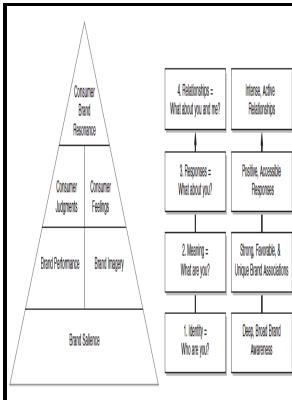 Consumer
Brand
Resonance
Consumer
Judgments
Consumer
Feelings
Brand Performance
Brand Imagery
Brand Salience
4. Relationships =
What about you and me?
Intense, Active
Relationships
3. Responses =
What about you?
Positive, Accessible
Responses
2. Meaning =
What are you?
Strong, Favorable, &
Unique Brand Associations
1. Identity =
Who are you?
Deep, Broad Brand
Awareness